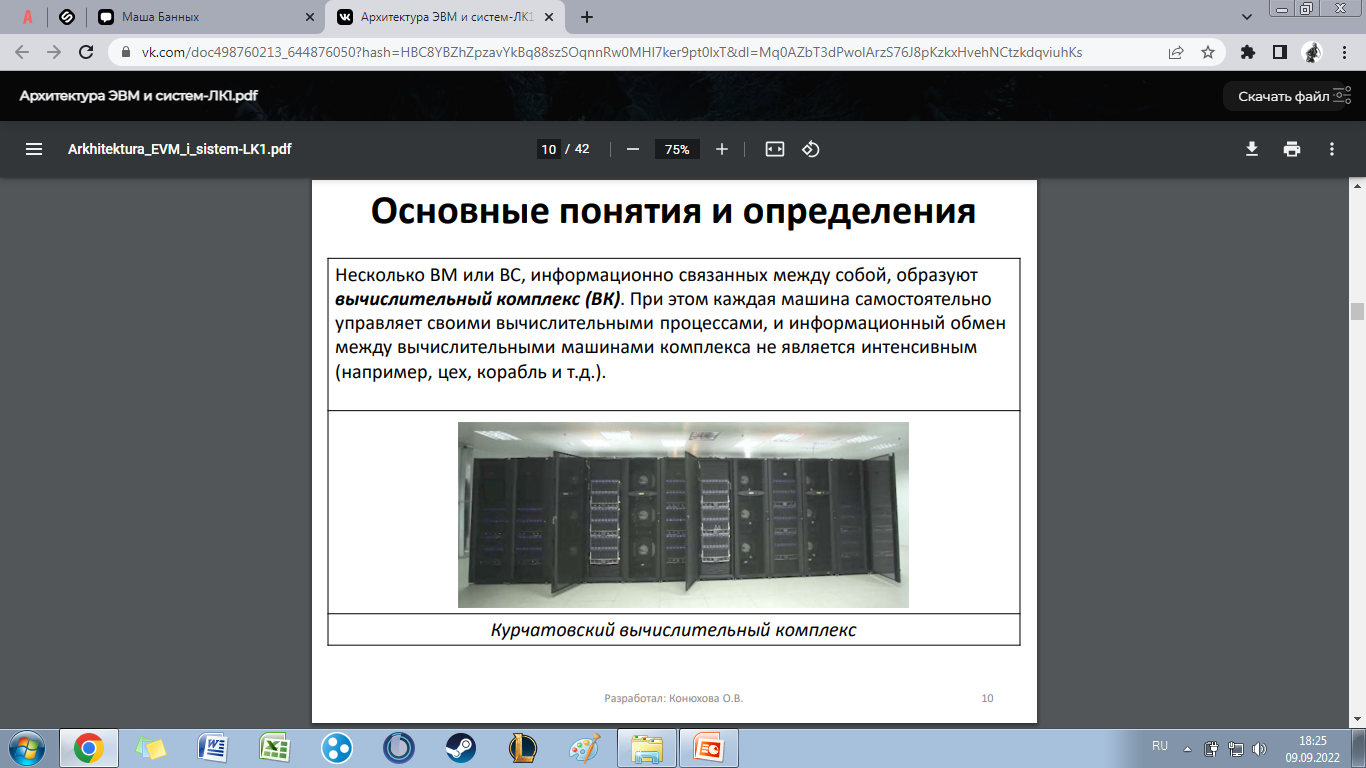 Маша Банных
Архитектура ЭВМ и систем-ЛК1
vk.com/doc498760213_644876050?hash=HBC8YBZhZpzavYkBq88szSOqnnRw0MHI7ker9pt0lxT&dl=Mq0AZbT3dPwolArzS76J8pKzkxHvehNCtzkdqviuhKs
Архитектура ЭВМ и систем-ЛК1.pdf
Скачать файл
Arkhitektura_EVM_i_sistem-LK1.pdf
10 / 42
75%
Основные понятия и определения
Несколько ВМ или ВС, информационно связанных между собой, образуют
вычислительный комплекс (ВК). При этом каждая машина самостоятельно
управляет своими вычислительными процессами, и информационный обмен
между вычислительными машинами комплекса не является интенсивным
(например, цех, корабль и т.д.).
Курчатовский вычислительный комплекс
Разработал: Конюхова О.В.
10
RU
18:25
09.09.2022